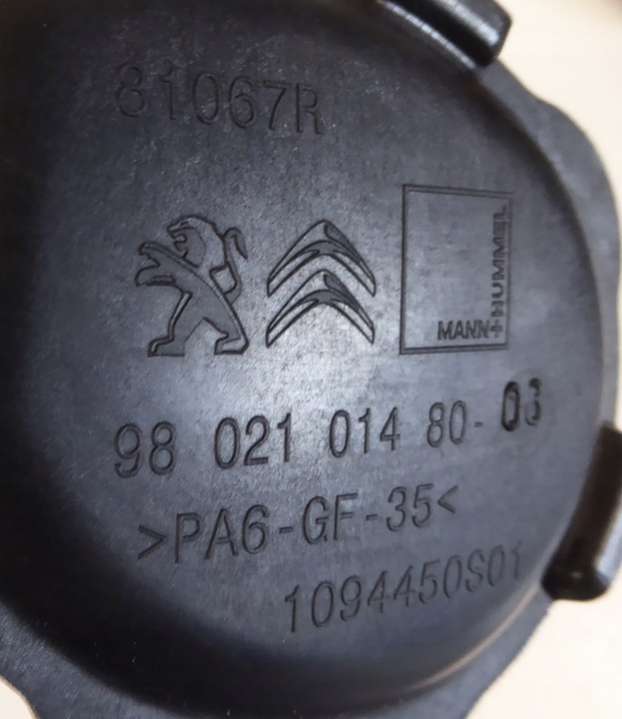 81067R
MANN+HUMMEL
98 021 014 80-03
>PA6-GF-35<
1094450S01